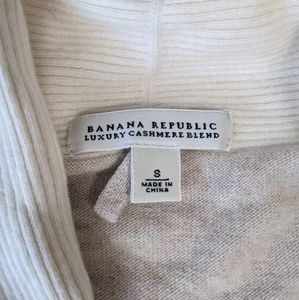 BANANA REPUBLIC
LUXURY CASHMERE BLEND
S
MADE IN
CHINA